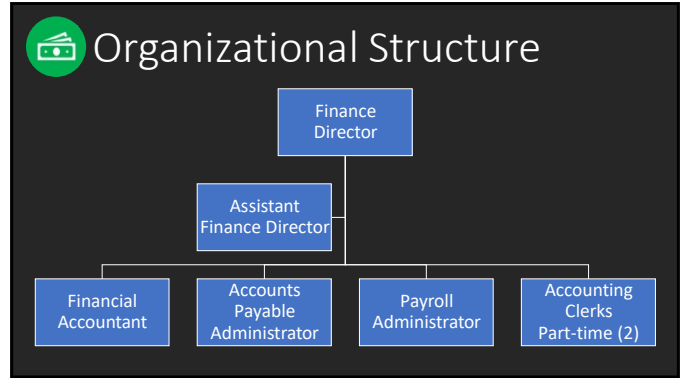 Organizational Structure
Finance
Director
Assistant
Finance Director
Financial
Accountant
Accounts
Payable
Administrator
Payroll
Administrator
Accounting
Clerks
Part-time (2)